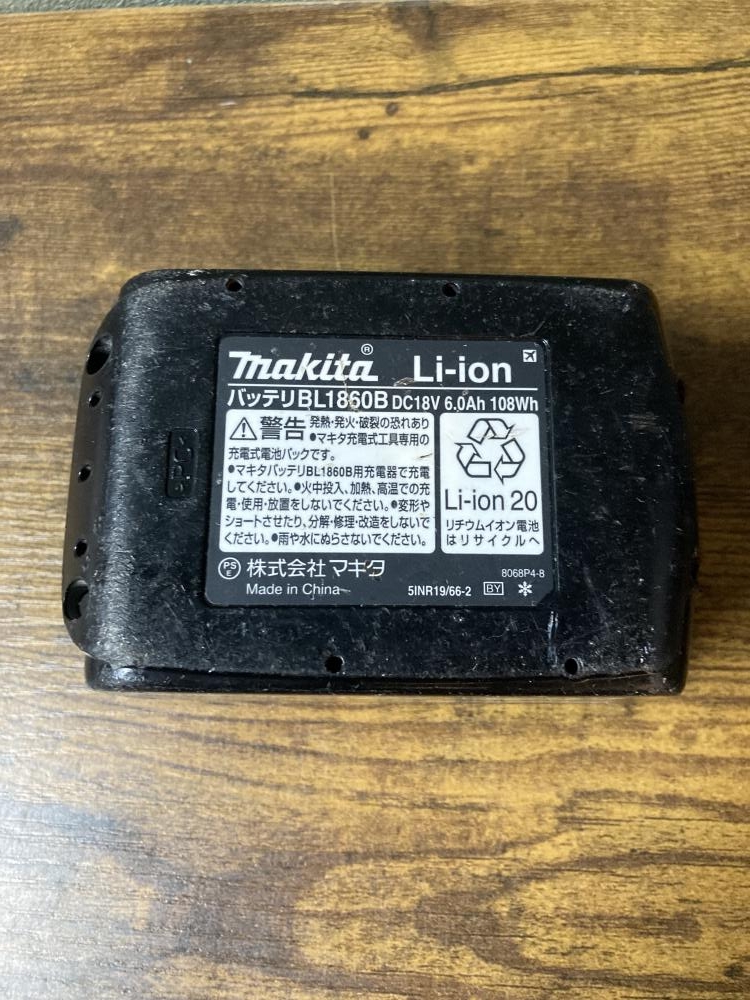 makita® Li-ion
バッテリBL1860B DC18V 6.0Ah 108Wh
警告 発熱・発火・破裂の恐れあり
●マキタ充電式工具専用の
充電式電池パックです。
●マキタバッテリBL1860B用充電器で充電
してください。●火中投入、加熱、高温での充
電・使用・放置をしないでください。●変形や
ショートさせたり、分解・修理・改造をしないで
ください。●雨や水にぬらさないでください。
Li-ion 20
リチウムイオン電池
はリサイクルへ
PS
E
株式会社マキタ
8068P4-8
Made in China
5INR19/66-2 BY
>PC<